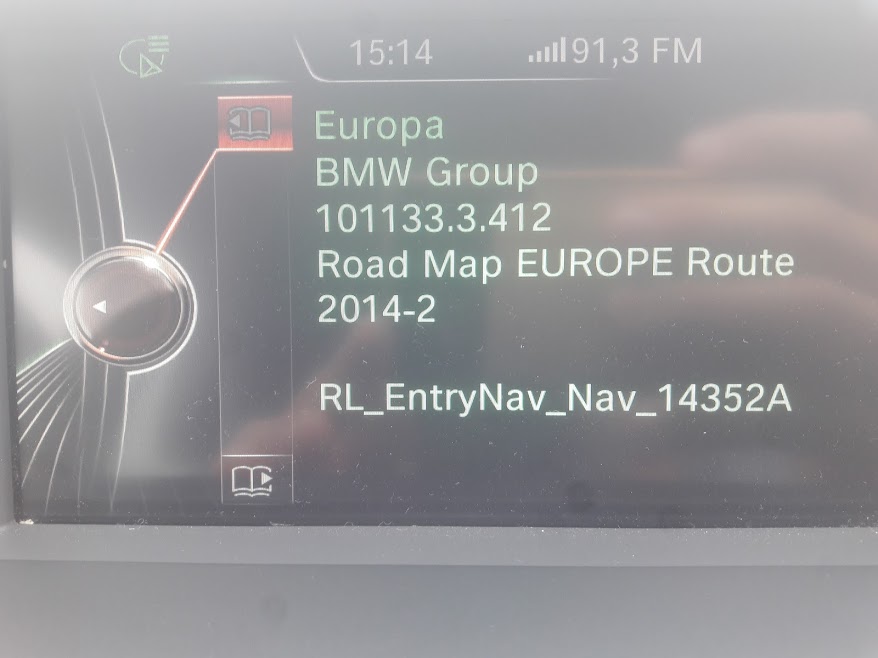 15:14
91,3 FM
Europa
BMW Group
101133.3.412
Road Map EUROPE Route
2014-2
RL_EntryNav_Nav_14352A